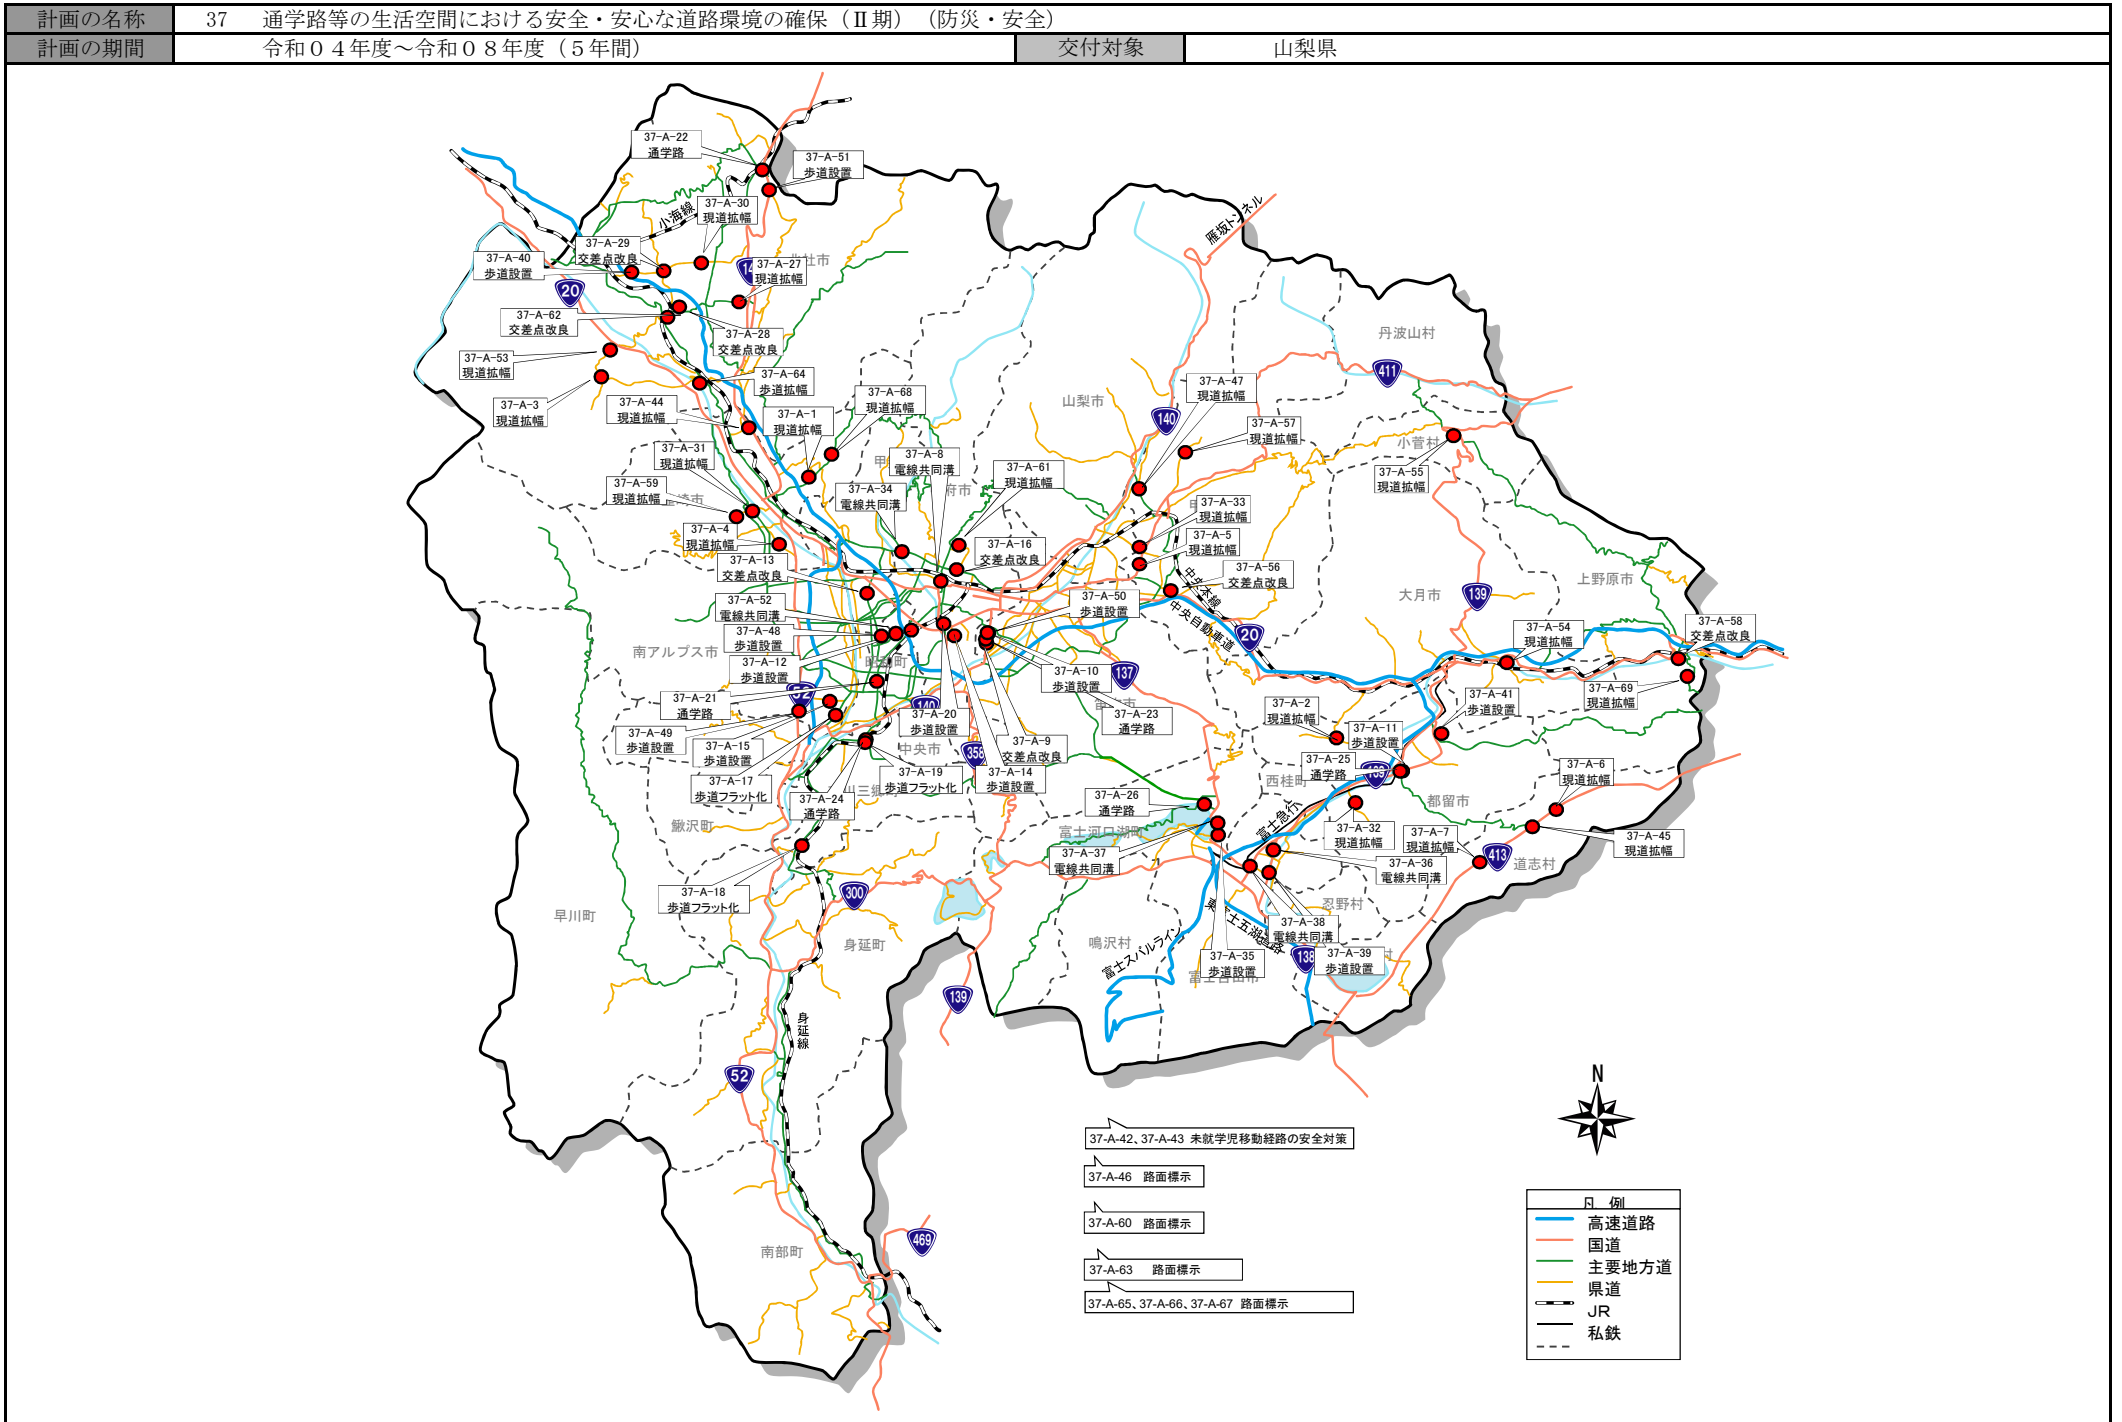 計画の名称
37 通学路等の生活空間における安全・安心な道路環境の確保（Ⅱ期）（防災・安全）
計画の期間
令和０４年度～令和０８年度（５年間）
交付対象
山梨県
37-A-22
通学路
37-A-51
歩道設置
37-A-30
現道拡幅
小海線
37-A-29
交差点改良
37-A-40
歩道設置
37-A-27
現道拡幅
20
37-A-62
交差点改良
37-A-28
交差点改良
37-A-53
現道拡幅
37-A-64
歩道拡幅
37-A-3
現道拡幅
37-A-44
現道拡幅
37-A-1
現道拡幅
37-A-68
現道拡幅
37-A-31
現道拡幅
37-A-8
電線共同溝
37-A-61
現道拡幅
37-A-59
現道拡幅
37-A-34
電線共同溝
府市
37-A-4
現道拡幅
37-A-16
交差点改良
37-A-13
交差点改良
37-A-52
電線共同溝
37-A-48
歩道設置
37-A-12
歩道設置
南アルプス市
37-A-21
通学路
52
37-A-49
歩道設置
37-A-15
歩道設置
37-A-17
歩道フラット化
37-A-24
通学路
37-A-19
歩道フラット化
37-A-20
歩道設置
140
中央市
358
37-A-9
交差点改良
37-A-14
歩道設置
37-A-50
歩道設置
37-A-10
歩道設置
37-A-23
通学路
137
雁坂トンネル
山梨市
140
37-A-47
現道拡幅
37-A-57
現道拡幅
37-A-33
現道拡幅
37-A-5
現道拡幅
37-A-56
交差点改良
中央本線
中央自動車道
20
丹波山村
411
小菅村
37-A-55
現道拡幅
上野原市
大月市
139
37-A-54
現道拡幅
37-A-58
交差点改良
37-A-69
現道拡幅
37-A-41
歩道設置
37-A-2
現道拡幅
37-A-11
歩道設置
37-A-25
通学路
139
西桂町
都留市
37-A-6
現道拡幅
37-A-45
現道拡幅
37-A-32
現道拡幅
37-A-7
現道拡幅
413
道志村
37-A-36
電線共同溝
富士急行
37-A-26
通学路
富士河口湖町
37-A-37
電線共同溝
忍野村
37-A-38
電線共同溝
37-A-39
歩道設置
138
37-A-35
歩道設置
鳴沢村
富士スバルライン
富士吉田市
鰍沢町
37-A-18
歩道フラット化
300
早川町
身延町
139
身延線
52
南部町
469
37-A-42、37-A-43 未就学児移動経路の安全対策
37-A-46 路面標示
37-A-60 路面標示
37-A-63 路面標示
37-A-65、37-A-66、37-A-67 路面標示
N
凡 例
高速道路
国道
主要地方道
県道
JR
私鉄